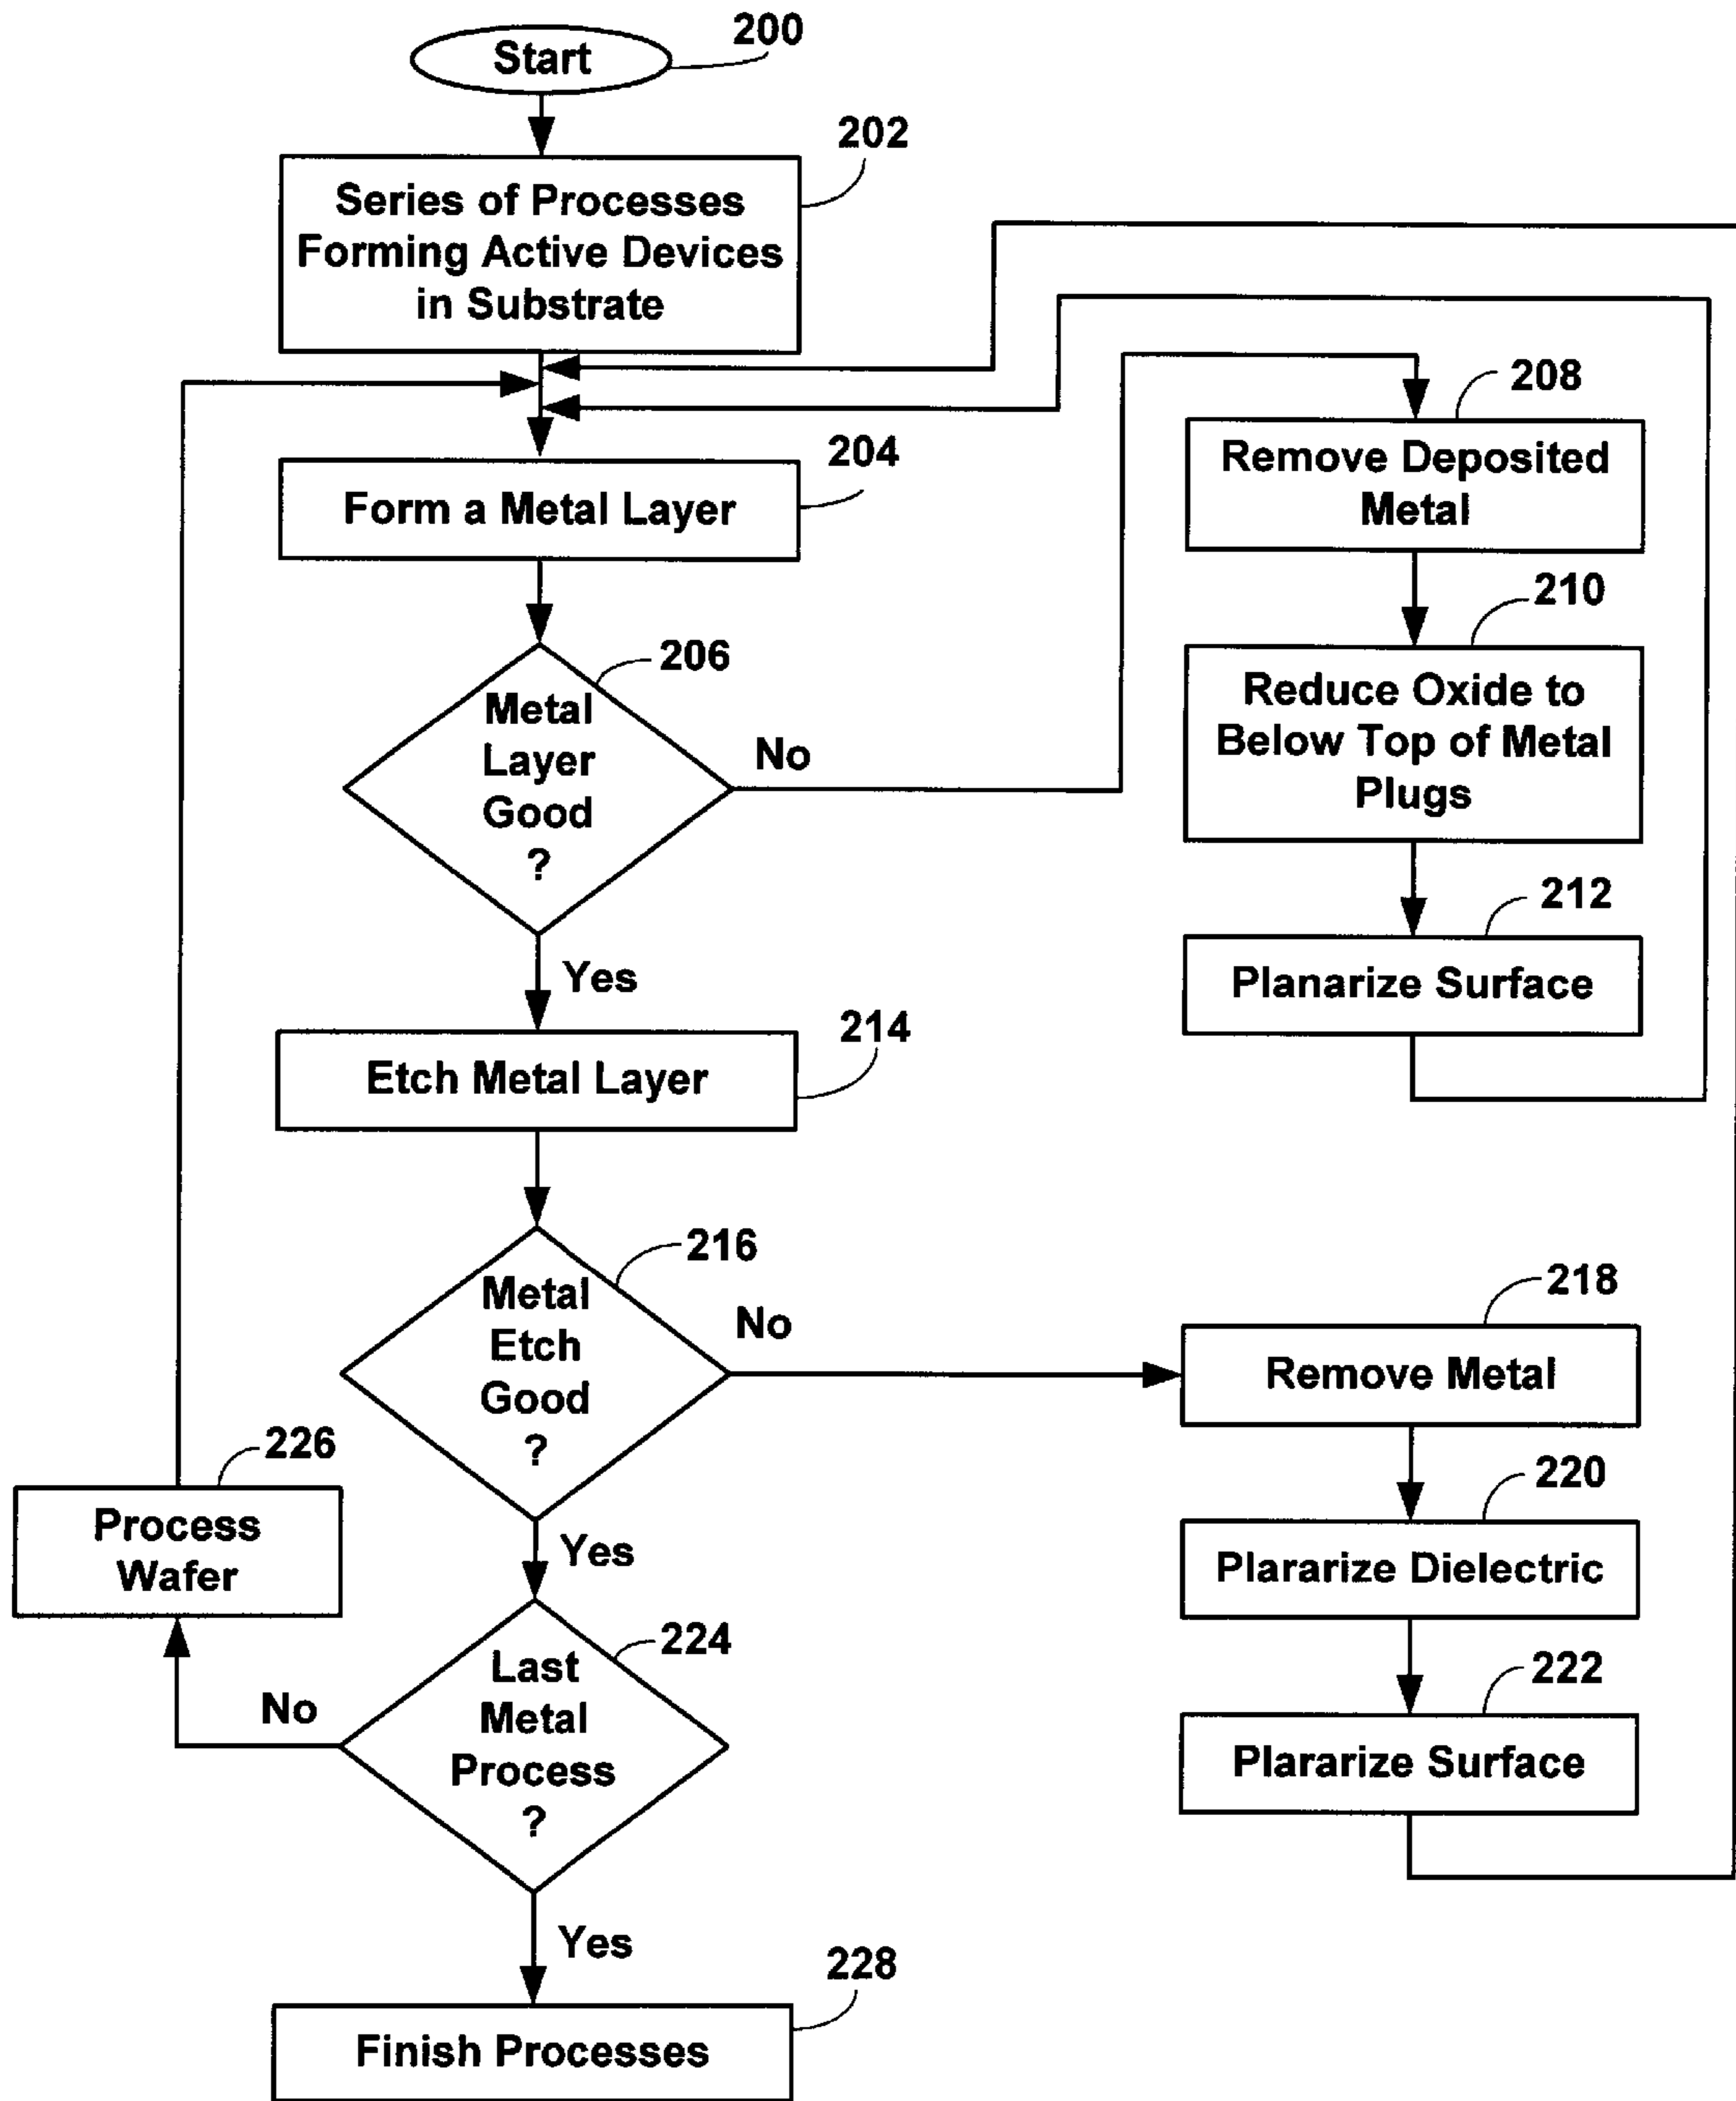 Start
200
202
Series of Processes
Forming Active Devices
in Substrate
204
Form a Metal Layer
206
Metal
Layer
Good
?
No
Yes
208
Remove Deposited
Metal
210
Reduce Oxide to
Below Top of Metal
Plugs
212
Planarize Surface
214
Etch Metal Layer
216
Metal
Etch
Good
?
No
Yes
218
Remove Metal
220
Plararize Dielectric
222
Plararize Surface
224
Last
Metal
Process
?
No
226
Process
Wafer
Yes
228
Finish Processes